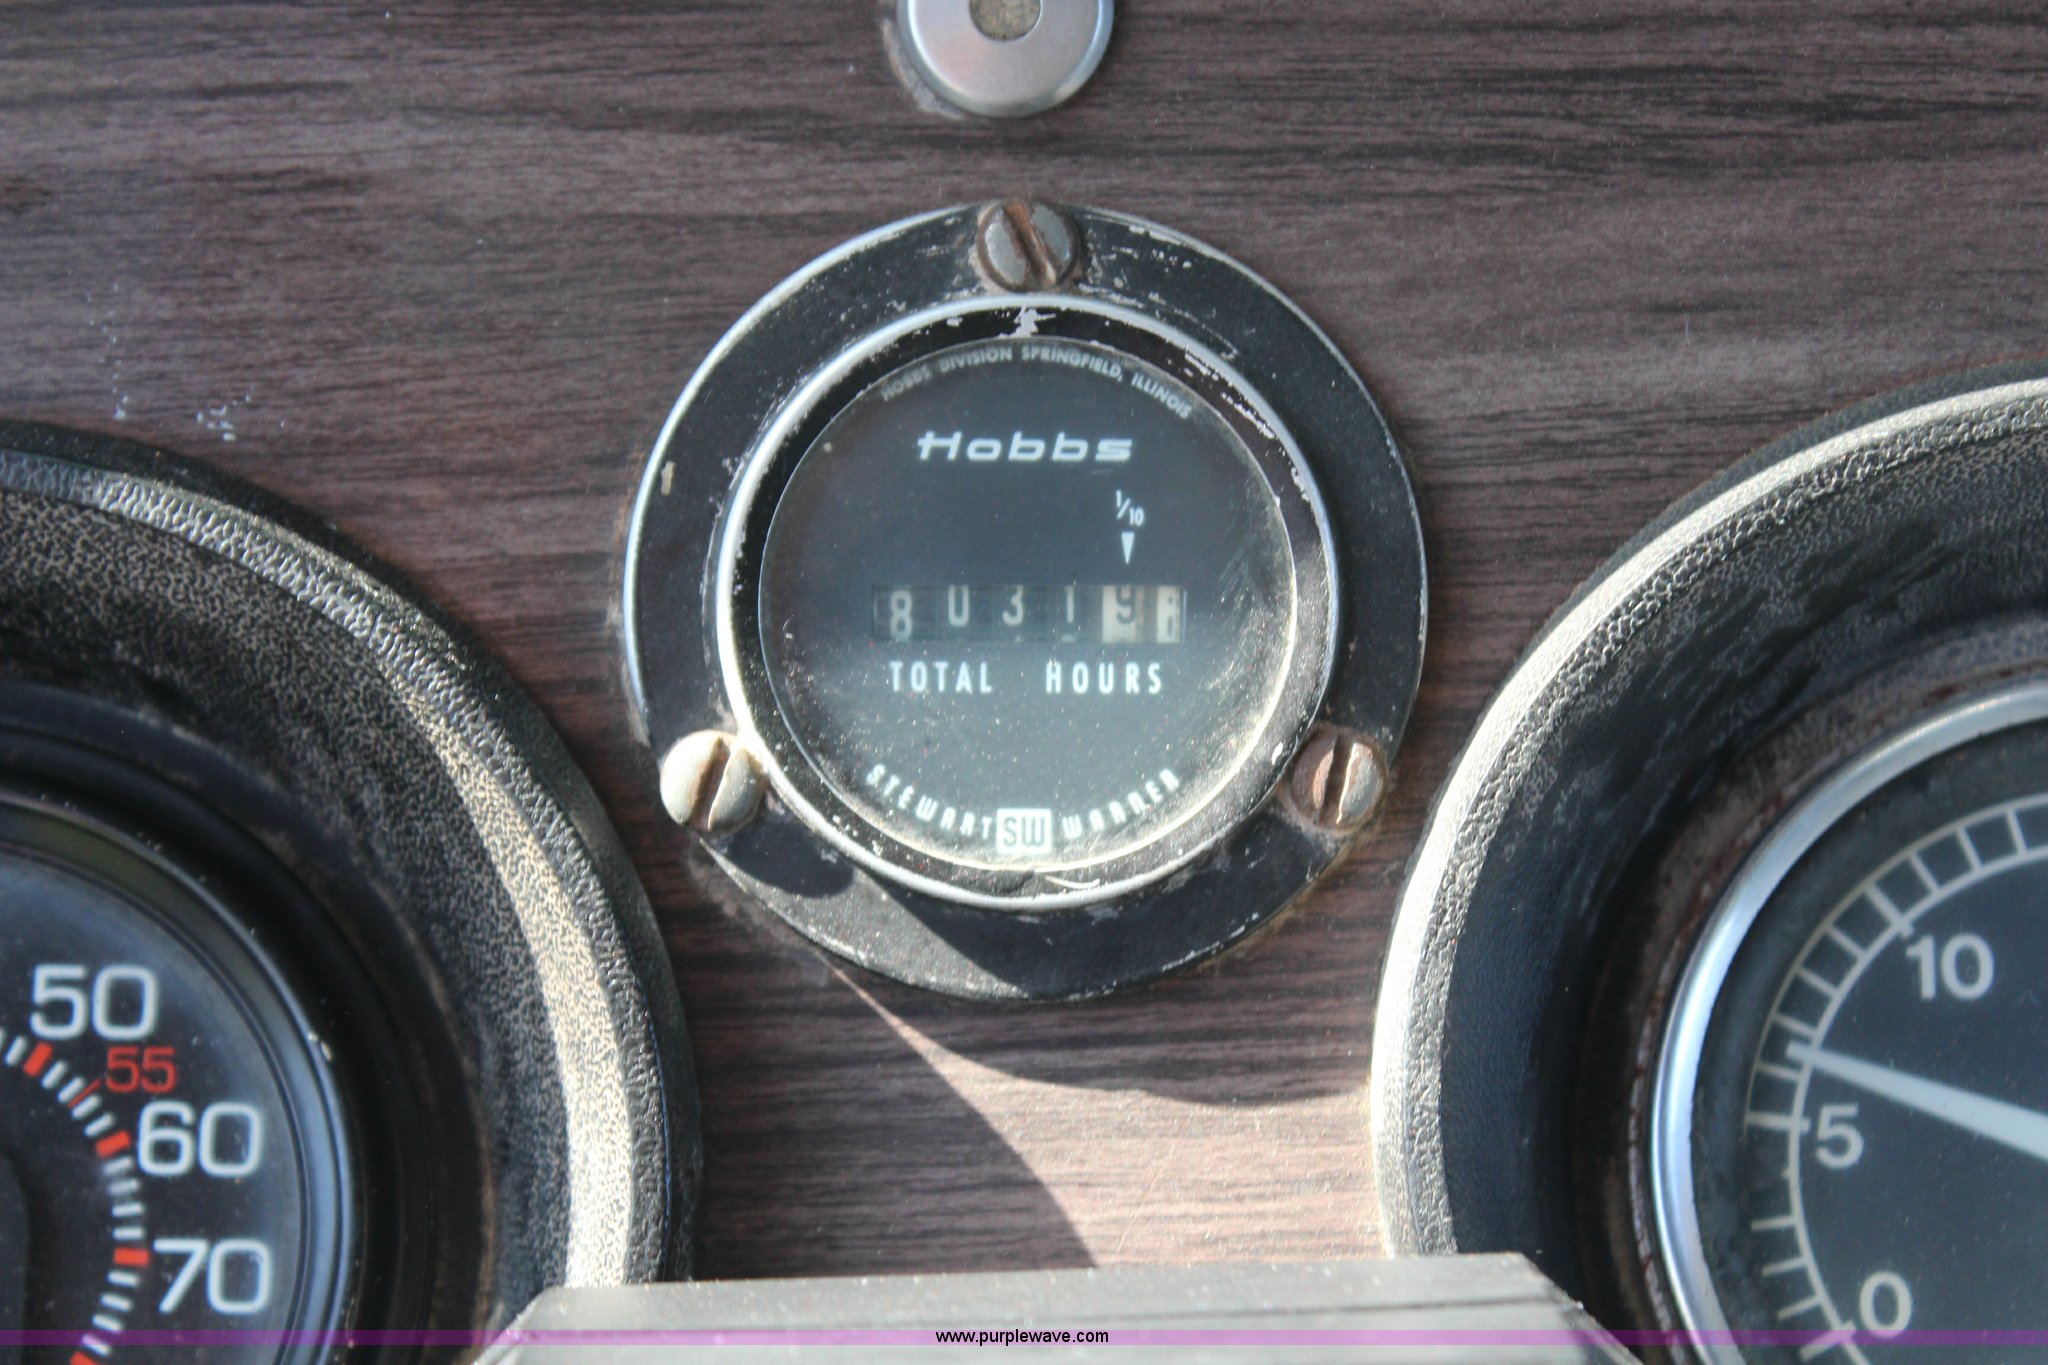 HOBBS DIVISION SPRINGFIELD, ILLINOIS
Hobbs
1/10
8 0 3 1 9
TOTAL HOURS
STEWART SW WARNER
50
55
60
70
10
5
0
www.purplewave.com